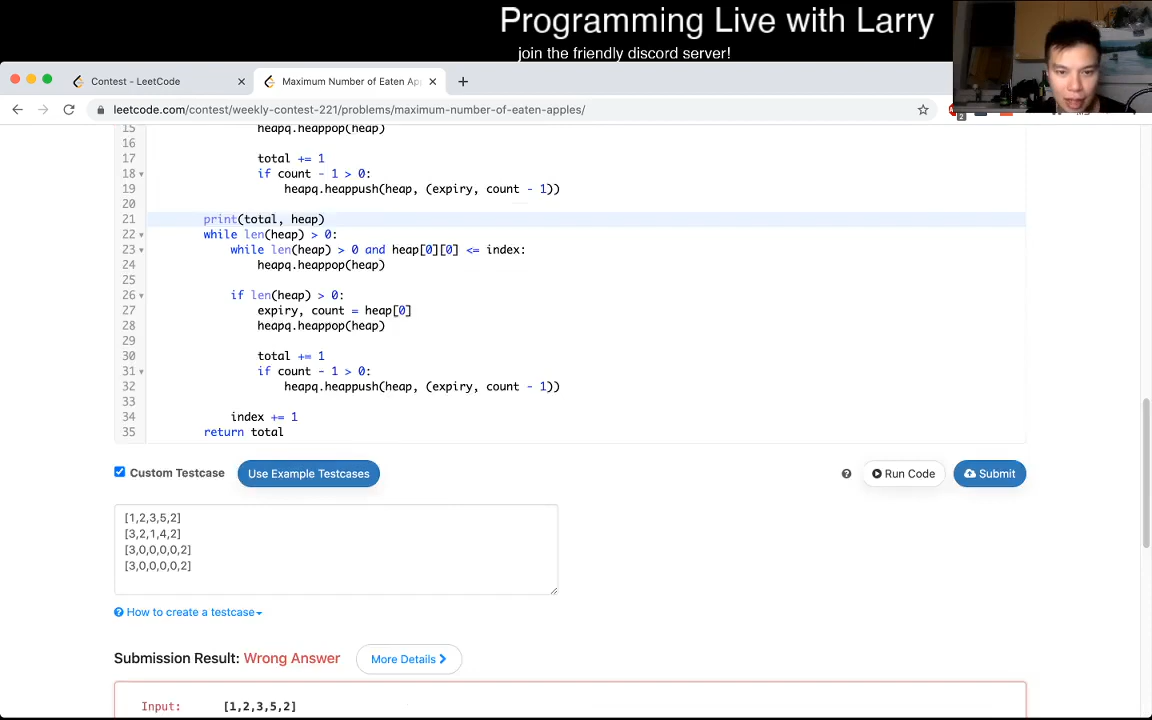 Programming Live with Larry
join the friendly discord server!
Contest - LeetCode
Maximum Number of Eaten Ap
leetcode.com/contest/weekly-contest-221/problems/maximum-number-of-eaten-apples/
2
15 heapq.heappop(heap)
16
17 total += 1
18 if count - 1 > 0:
19 heapq.heappush(heap, (expiry, count - 1))
20
21 print(total, heap)
22 while len(heap) > 0:
23 while len(heap) > 0 and heap[0][0] <= index:
24 heapq.heappop(heap)
25
26 if len(heap) > 0:
27 expiry, count = heap[0]
28 heapq.heappop(heap)
29
30 total += 1
31 if count - 1 > 0:
32 heapq.heappush(heap, (expiry, count - 1))
33
34 index += 1
35 return total
Custom Testcase
Use Example Testcases
Run Code
Submit
[1,2,3,5,2]
[3,2,1,4,2]
[3,0,0,0,0,2]
[3,0,0,0,0,2]
How to create a testcase
Submission Result: Wrong Answer
More Details
Input: [1,2,3,5,2]